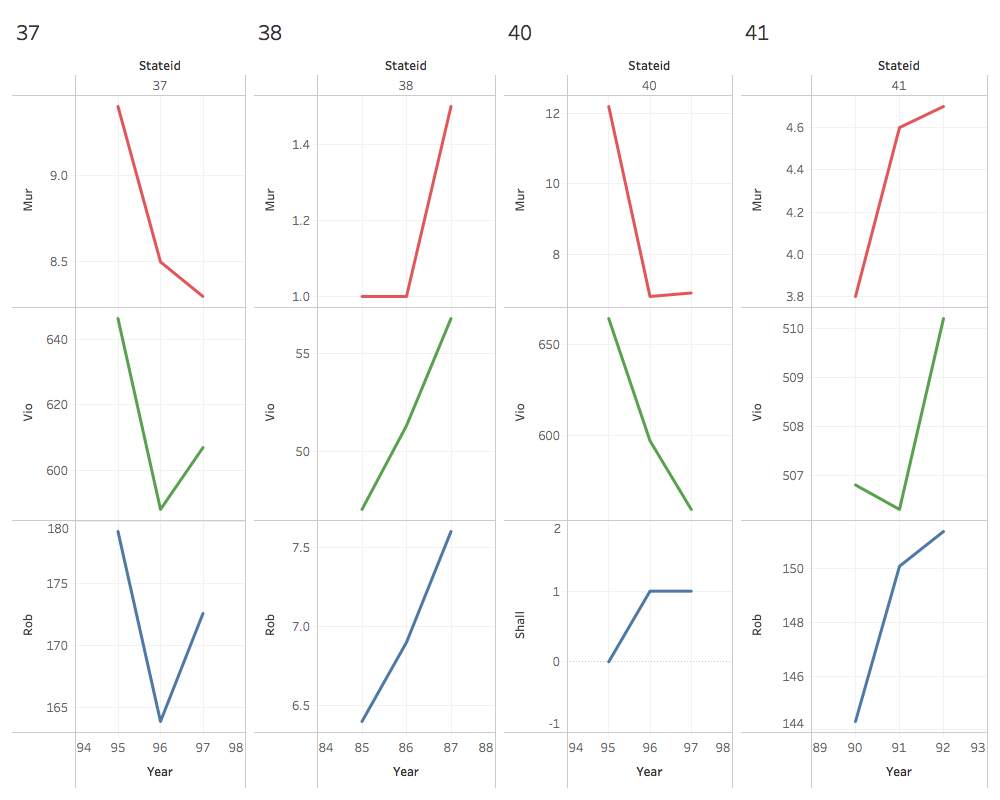 37 38 40 41
Stateid Stateid Stateid Stateid
37 38 40 41
Mur 9.0 8.5
Mur 1.4 1.2 1.0
Mur 12 10 8
Mur 4.6 4.4 4.2 4.0 3.8
Vio 640 620 600
Vio 55 50
Vio 650 600
Vio 510 509 508 507
Rob 180 175 170 165
Rob 7.5 7.0 6.5
Shall 2 1 0 -1
Rob 150 148 146 144
94 95 96 97 98 84 85 86 87 88 94 95 96 97 98 89 90 91 92 93
Year Year Year Year